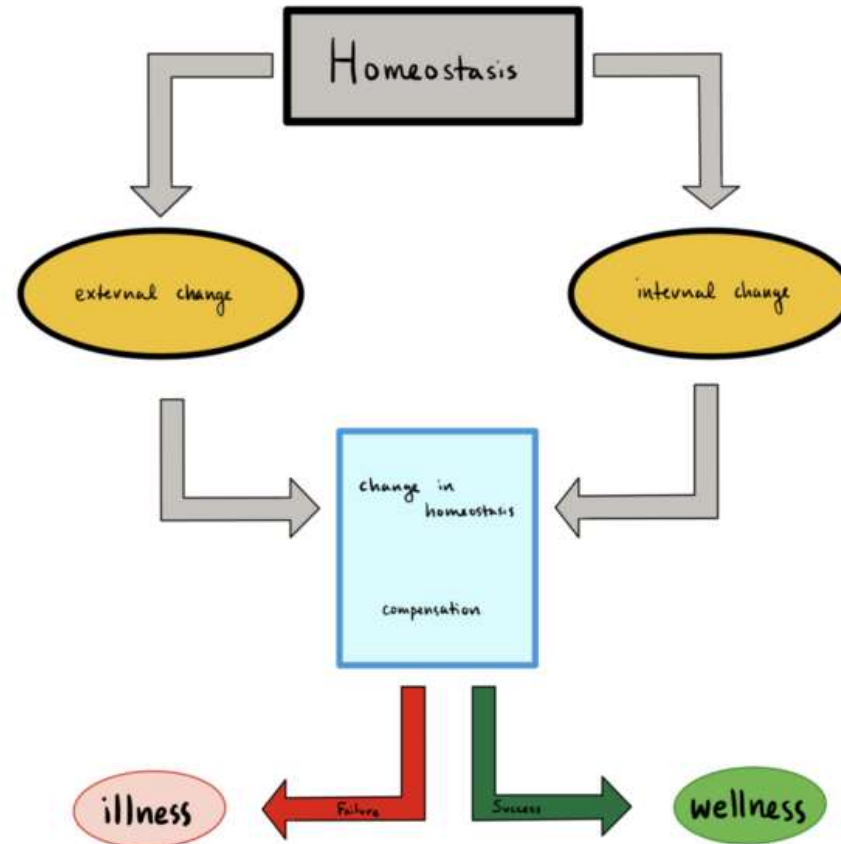 Homeostasis
external change
internal change
change in
homeostasis
compensation
Failure
Success
illness
wellness